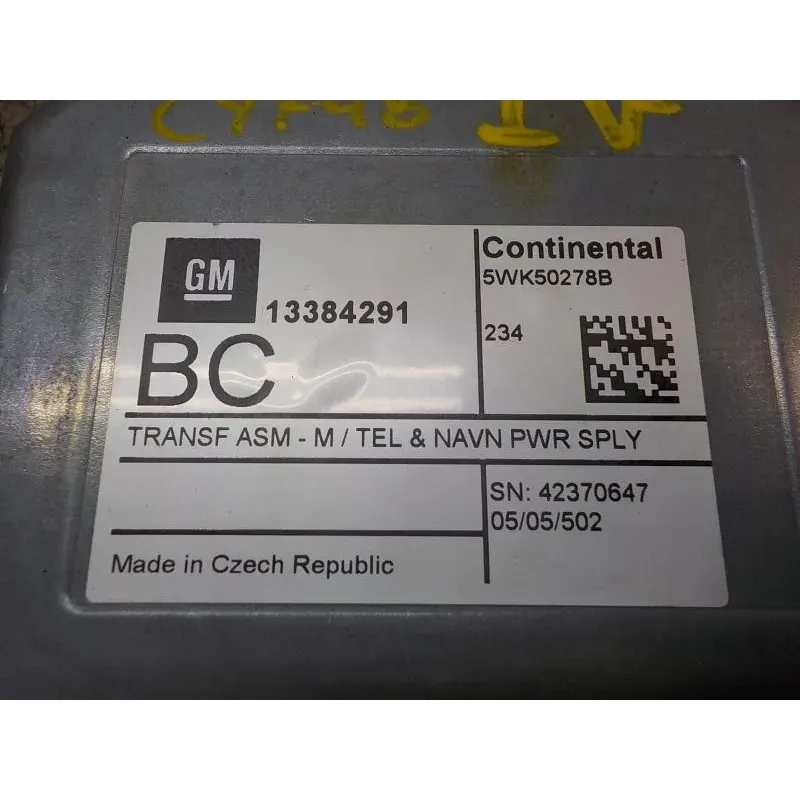 GM
13384291
BC
Continental
5WK50278B
234
TRANSF ASM - M / TEL & NAVN PWR SPLY
SN: 42370647
05/05/502
Made in Czech Republic